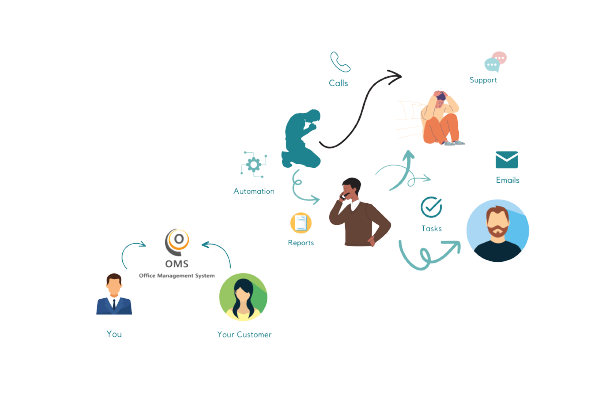 Calls
Support
Automation
Emails
Reports
Tasks
OMS
Office Management System
You
Your Customer